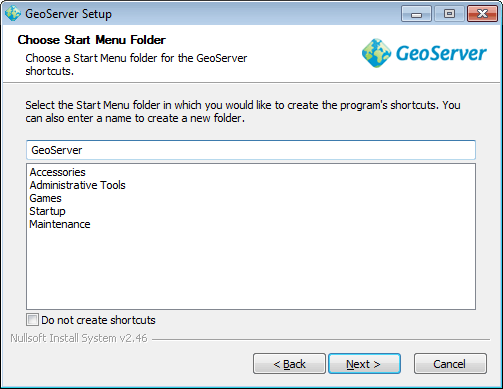 GeoServer Setup
Choose Start Menu Folder
Choose a Start Menu folder for the GeoServer
shortcuts.
GeoServer
Select the Start Menu folder in which you would like to create the program's shortcuts. You
can also enter a name to create a new folder.
GeoServer
Accessories
Administrative Tools
Games
Startup
Maintenance
Do not create shortcuts
Nullsoft Install System v2.46
< Back
Next >
Cancel